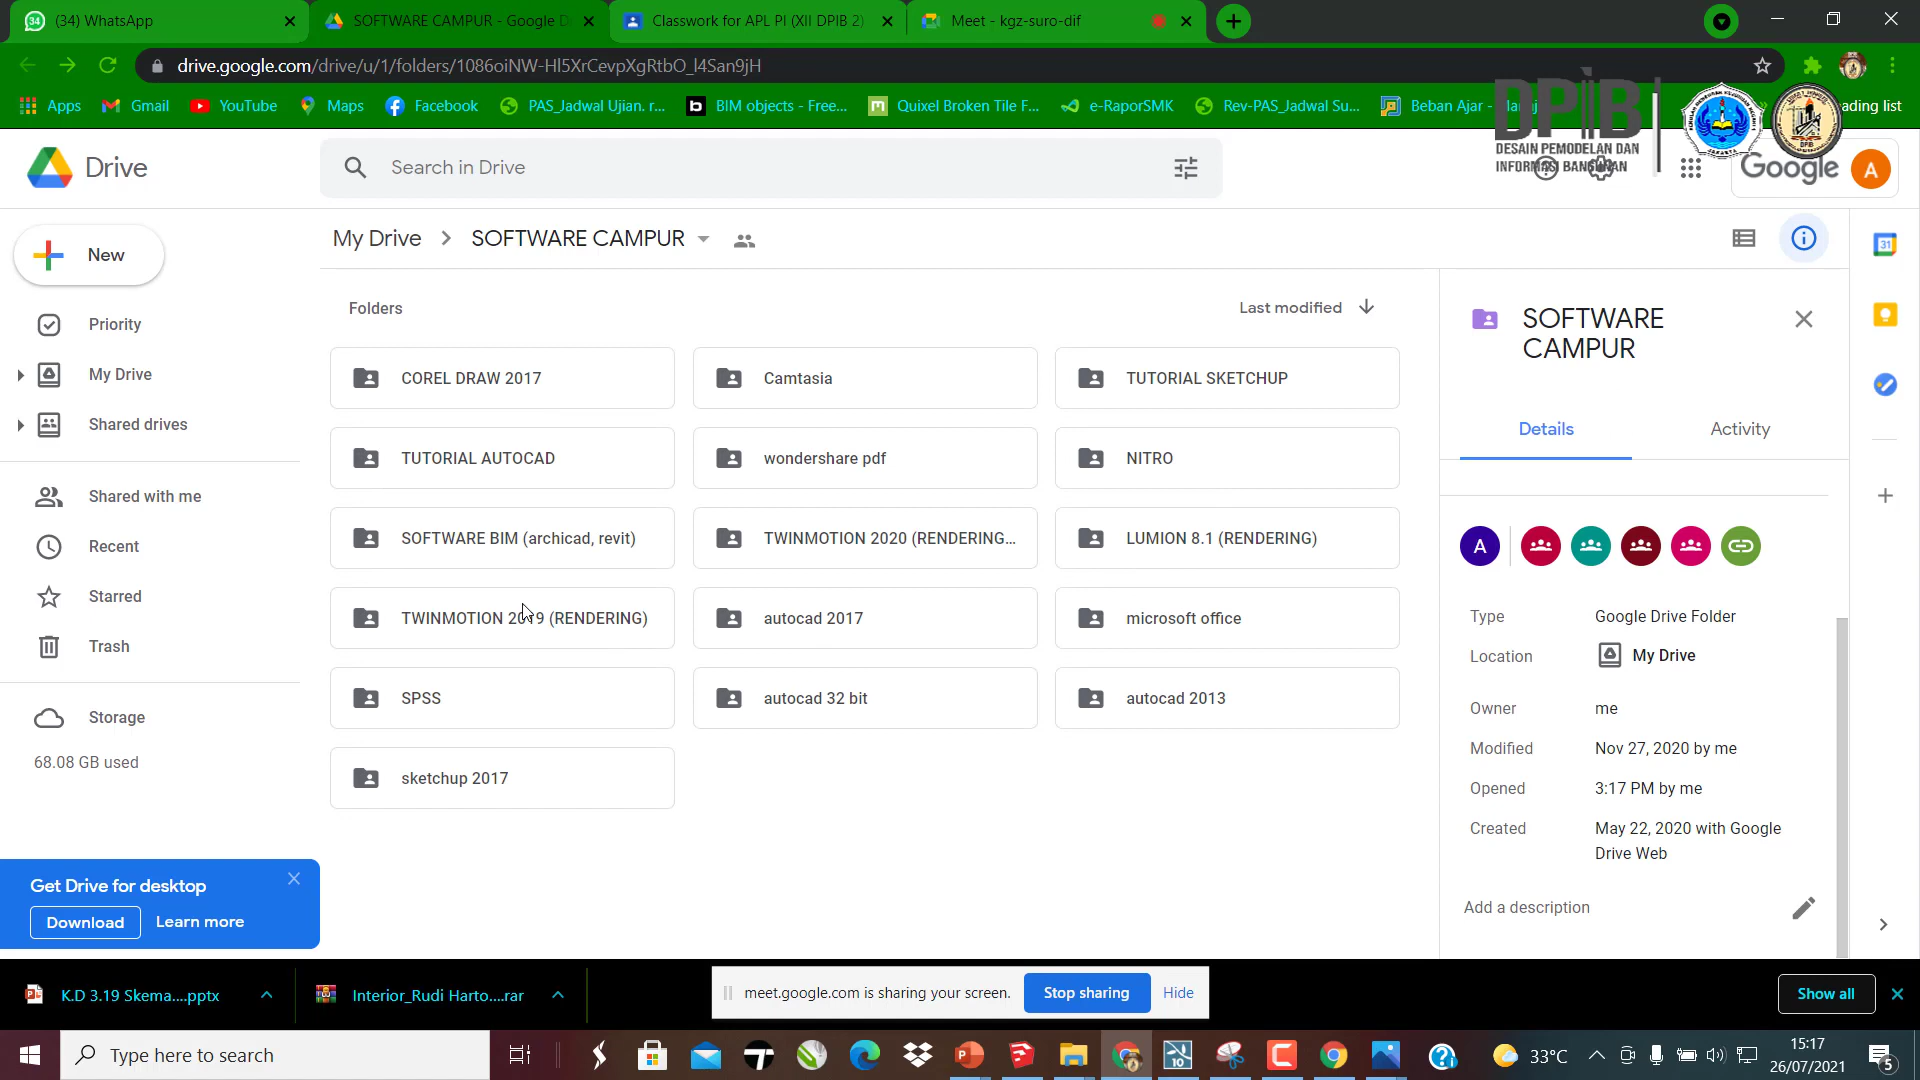 (34) WhatsApp
SOFTWARE CAMPUR - Google D
Classwork for APL PI (XII DPIB 2)
Meet - kgz-suro-dif
drive.google.com/drive/u/1/folders/1086oiNW-Hl5XrCevpXgRtbO_l4San9jH
Apps
Gmail
YouTube
Maps
Facebook
PAS_Jadwal Ujian. r...
BIM objects - Free...
Quixel Broken Tile F...
e-RaporSMK
Rev-PAS_Jadwal Su...
Beban Ajar -
ading list
DPIB
DESAIN PEMODELAN DAN
INFORMASI BANGUNAN
Drive
Search in Drive
Google
A
New
My Drive
SOFTWARE CAMPUR
Priority
My Drive
Shared drives
Shared with me
Recent
Starred
Trash
Storage
68.08 GB used
Get Drive for desktop
Download
Learn more
Folders
Last modified
COREL DRAW 2017
Camtasia
TUTORIAL SKETCHUP
TUTORIAL AUTOCAD
wondershare pdf
NITRO
SOFTWARE BIM (archicad, revit)
TWINMOTION 2020 (RENDERING...
LUMION 8.1 (RENDERING)
TWINMOTION 2019 (RENDERING)
autocad 2017
microsoft office
SPSS
autocad 32 bit
autocad 2013
sketchup 2017
SOFTWARE
CAMPUR
Details
Activity
A
Type
Google Drive Folder
Location
My Drive
Owner
me
Modified
Nov 27, 2020 by me
Opened
3:17 PM by me
Created
May 22, 2020 with Google
Drive Web
Add a description
31
K.D 3.19 Skema....pptx
Interior_Rudi Harto....rar
meet.google.com is sharing your screen.
Stop sharing
Hide
Show all
Type here to search
33°C
15:17
26/07/2021
5